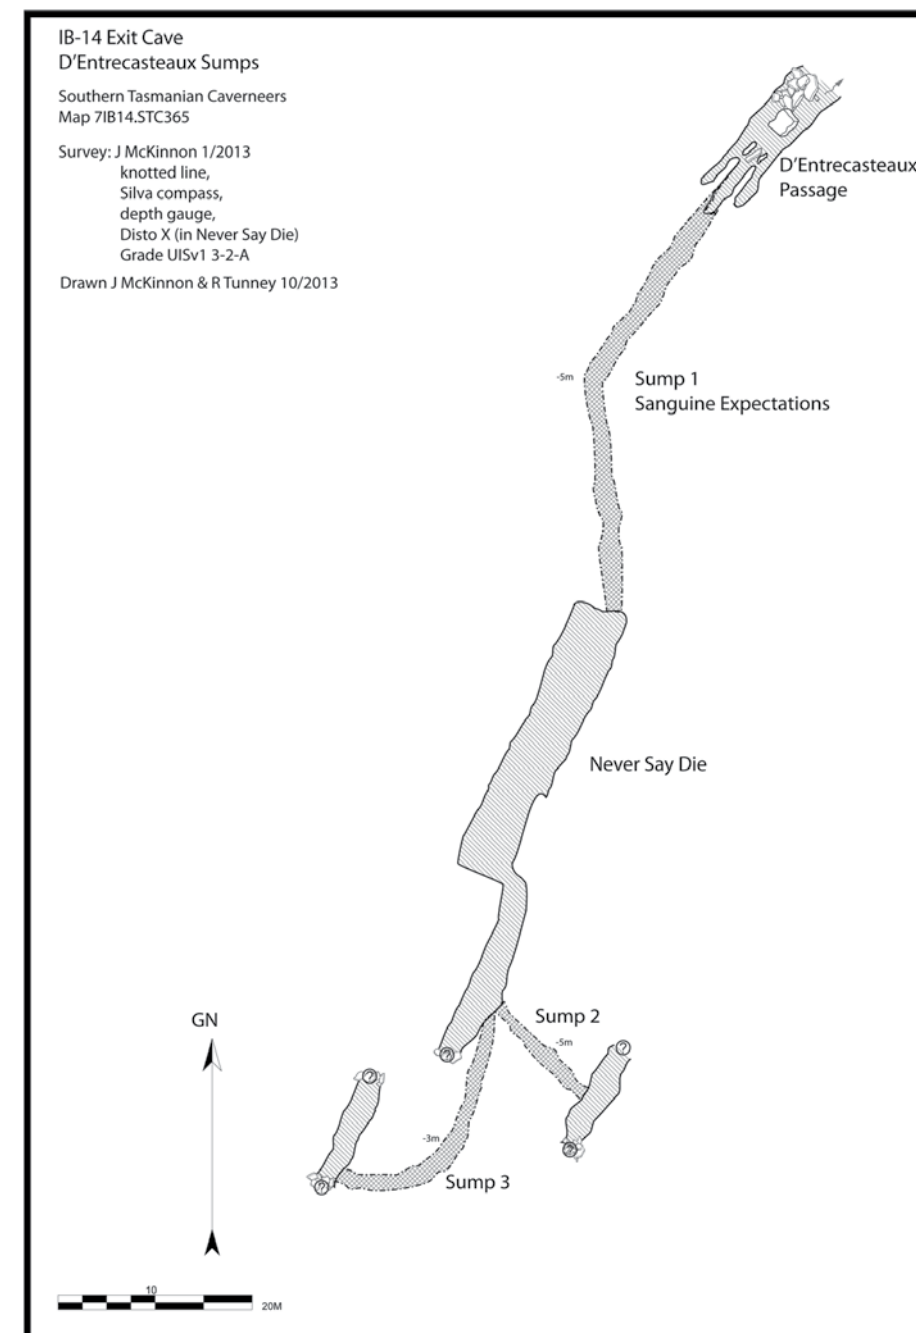 IB-14 Exit Cave
D'Entrecasteaux Sumps
Southern Tasmanian Caverneers
Map 7IB14.STC365
Survey: J McKinnon 1/2013
knotted line,
Silva compass,
depth gauge,
Disto X (in Never Say Die)
Grade UISv1 3-2-A
Drawn J McKinnon & R Tunney 10/2013
D'Entrecasteaux
Passage
-5m
Sump 1
Sanguine Expectations
Never Say Die
GN
Sump 2
-5m
?
?
?
-3m
?
?
Sump 3
10
20M